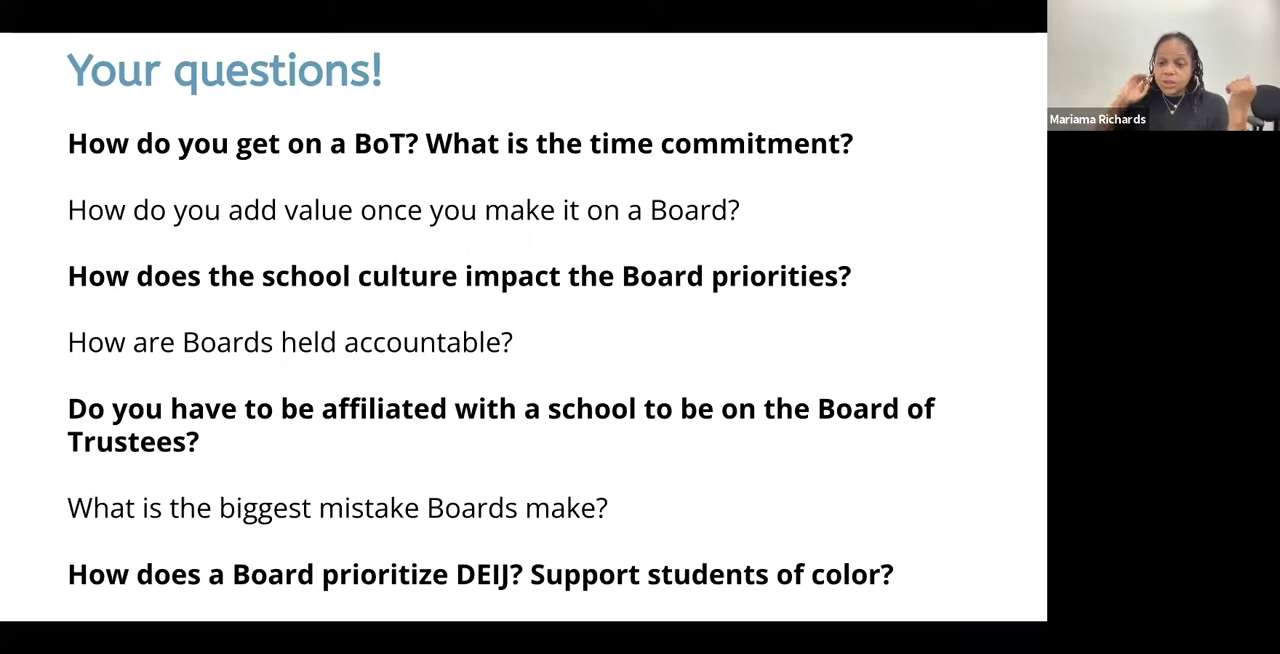 Your questions!
How do you get on a BoT? What is the time commitment?
How do you add value once you make it on a Board?
How does the school culture impact the Board priorities?
How are Boards held accountable?
Do you have to be affiliated with a school to be on the Board of
Trustees?
What is the biggest mistake Boards make?
How does a Board prioritize DEIJ? Support students of color?
Mariama Richards